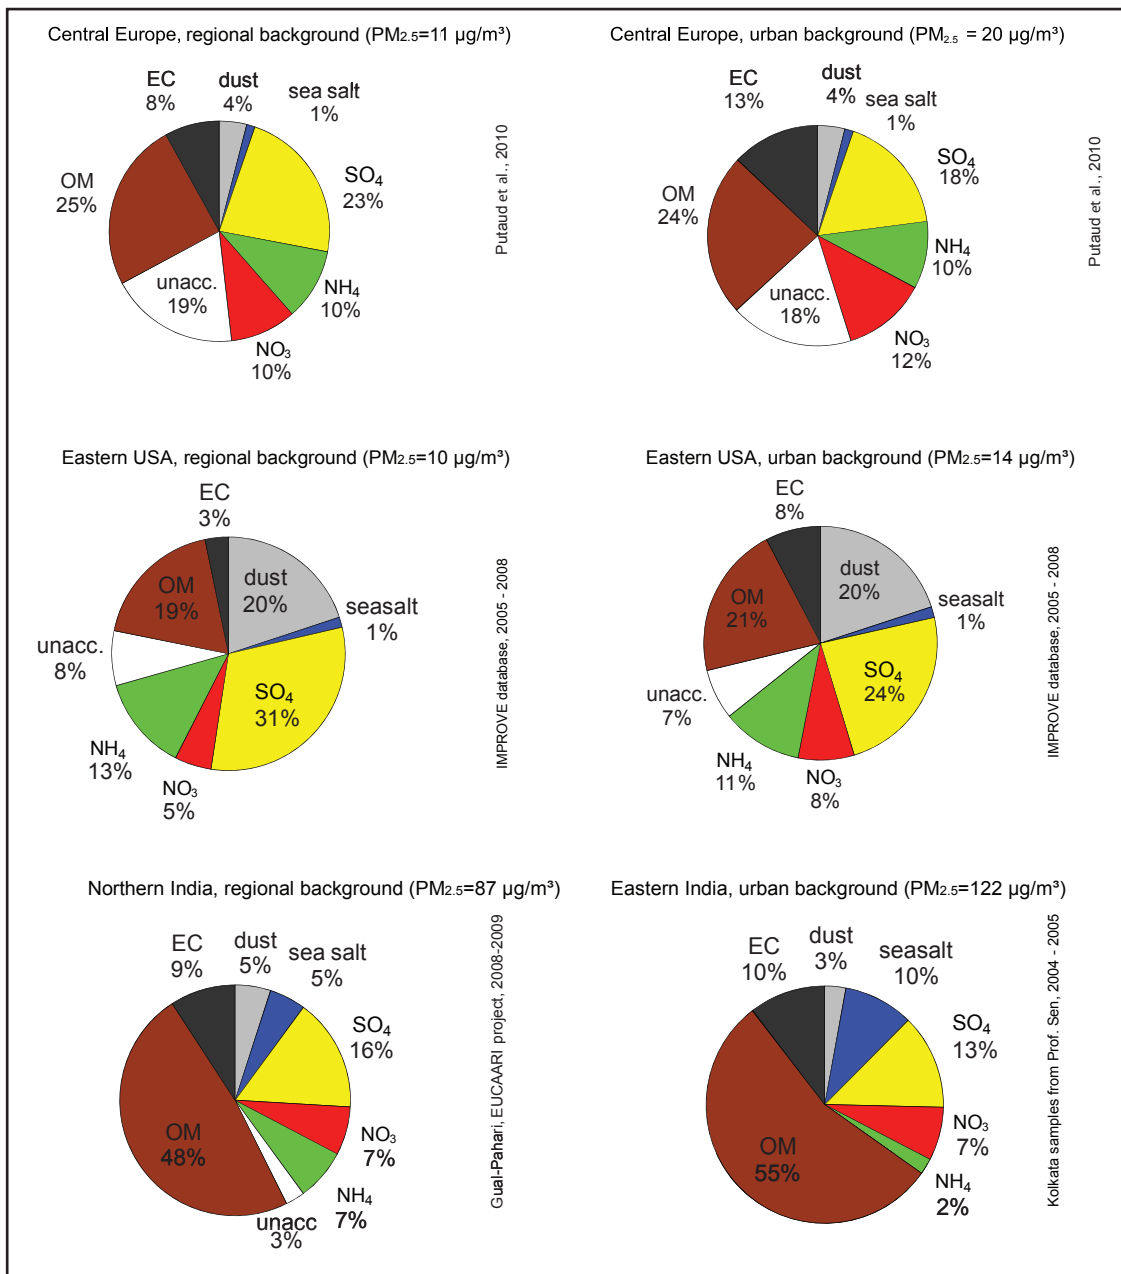 Central Europe, regional background (PM2.5=11 µg/m³)
EC
8%
dust
4%
sea salt
1%
SO4
23%
NH4
10%
NO3
10%
unacc.
19%
OM
25%
Putaud et al., 2010
Central Europe, urban background (PM2.5 = 20 µg/m³)
EC
13%
dust
4%
sea salt
1%
SO4
18%
NH4
10%
NO3
12%
unacc.
18%
OM
24%
Putaud et al., 2010
Eastern USA, regional background (PM2.5=10 µg/m³)
EC
3%
dust
20%
seasalt
1%
SO4
31%
NO3
5%
NH4
13%
unacc.
8%
OM
19%
IMPROVE database, 2005 - 2008
Eastern USA, urban background (PM2.5=14 µg/m³)
EC
8%
dust
20%
seasalt
1%
SO4
24%
NO3
8%
NH4
11%
unacc.
7%
OM
21%
IMPROVE database, 2005 - 2008
Northern India, regional background (PM2.5=87 µg/m³)
EC
9%
dust
5%
sea salt
5%
SO4
16%
NO3
7%
NH4
7%
unacc
3%
OM
48%
Gual-Pahari, EUCAARI project, 2008-2009
Eastern India, urban background (PM2.5=122 µg/m³)
EC
10%
dust
3%
seasalt
10%
SO4
13%
NO3
7%
NH4
2%
OM
55%
Kolkata samples from Prof. Sen, 2004 - 2005